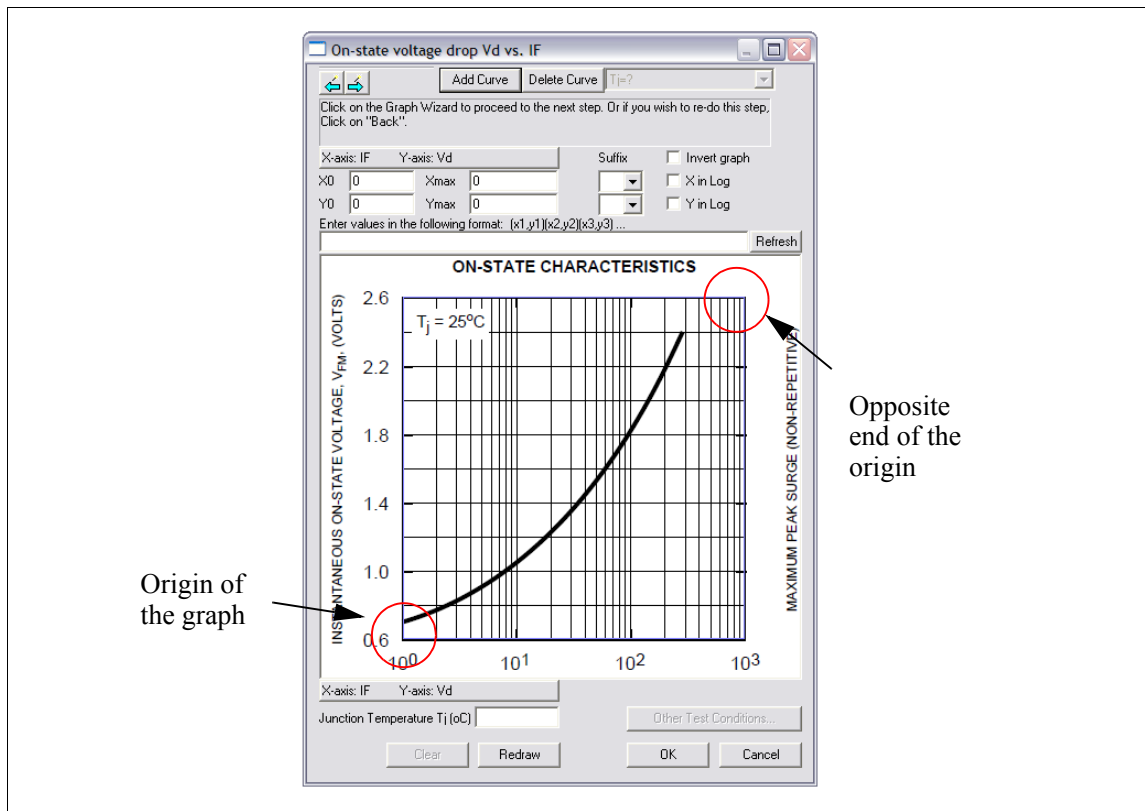 On-state voltage drop Vd vs. IF
Add Curve Delete Curve Tj=?
Click on the Graph Wizard to proceed to the next step. Or if you wish to re-do this step,
Click on "Back".
X-axis: IF Y-axis: Vd Suffix Invert graph
X0 0 Xmax 0 X in Log
Y0 0 Ymax 0 Y in Log
Enter values in the following format: (x1,y1)(x2,y2)(x3,y3) ...
Refresh
ON-STATE CHARACTERISTICS
INSTANTANEOUS ON-STATE VOLTAGE, VFM, (VOLTS)
2.6
2.2
1.8
1.4
1.0
0.6
Tj = 25ºC
10⁰ 10¹ 10² 10³
MAXIMUM PEAK SURGE (NON-REPETITIVE)
Opposite
end of the
origin
Origin of
the graph
X-axis: IF Y-axis: Vd
Junction Temperature Tj (oC) Other Test Conditions...
Clear Redraw OK Cancel